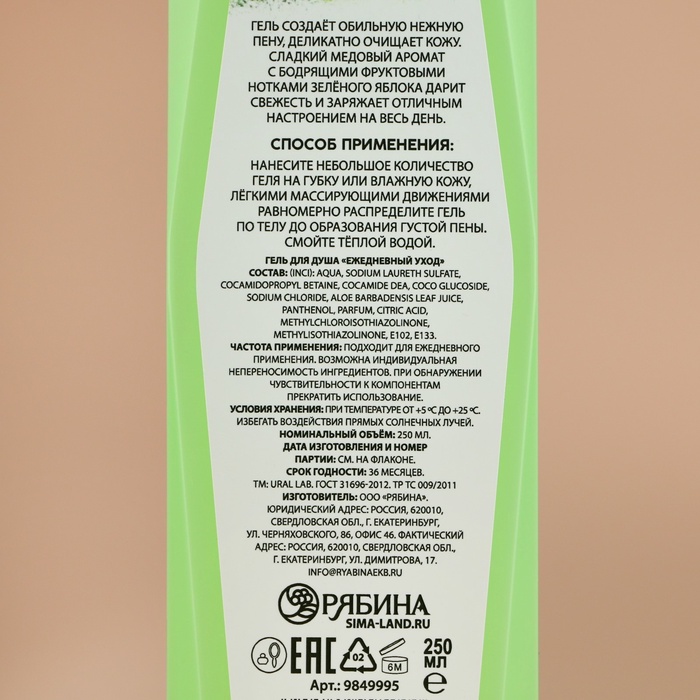 ГЕЛЬ СОЗДАЁТ ОБИЛЬНУЮ НЕЖНУЮ
ПЕНУ, ДЕЛИКАТНО ОЧИЩАЕТ КОЖУ.
СЛАДКИЙ МЕДОВЫЙ АРОМАТ
С БОДРЯЩИМИ ФРУКТОВЫМИ
НОТКАМИ ЗЕЛЁНОГО ЯБЛОКА ДАРИТ
СВЕЖЕСТЬ И ЗАРЯЖАЕТ ОТЛИЧНЫМ
НАСТРОЕНИЕМ НА ВЕСЬ ДЕНЬ.
СПОСОБ ПРИМЕНЕНИЯ:
НАНЕСИТЕ НЕБОЛЬШОЕ КОЛИЧЕСТВО
ГЕЛЯ НА ГУБКУ ИЛИ ВЛАЖНУЮ КОЖУ,
ЛЁГКИМИ МАССИРУЮЩИМИ ДВИЖЕНИЯМИ
РАВНОМЕРНО РАСПРЕДЕЛИТЕ ГЕЛЬ
ПО ТЕЛУ ДО ОБРАЗОВАНИЯ ГУСТОЙ ПЕНЫ.
СМОЙТЕ ТЁПЛОЙ ВОДОЙ.
ГЕЛЬ ДЛЯ ДУША «ЕЖЕДНЕВНЫЙ УХОД»
СОСТАВ: (INCI): AQUA, SODIUM LAURETH SULFATE,
COCAMIDOPROPYL BETAINE, COCAMIDE DEA, COCO GLUCOSIDE,
SODIUM CHLORIDE, ALOE BARBADENSIS LEAF JUICE,
PANTHENOL, PARFUM, CITRIC ACID,
METHYLCHLOROISOTHIAZOLINONE,
METHYLISOTHIAZOLINONE, E102, E133.
ЧАСТОТА ПРИМЕНЕНИЯ: ПОДХОДИТ ДЛЯ ЕЖЕДНЕВНОГО
ПРИМЕНЕНИЯ. ВОЗМОЖНА ИНДИВИДУАЛЬНАЯ
НЕПЕРЕНОСИМОСТЬ ИНГРЕДИЕНТОВ. ПРИ ОБНАРУЖЕНИИ
ЧУВСТВИТЕЛЬНОСТИ К КОМПОНЕНТАМ
ПРЕКРАТИТЬ ИСПОЛЬЗОВАНИЕ.
УСЛОВИЯ ХРАНЕНИЯ: ПРИ ТЕМПЕРАТУРЕ ОТ +5 ºC ДО +25 ºC.
ИЗБЕГАТЬ ВОЗДЕЙСТВИЯ ПРЯМЫХ СОЛНЕЧНЫХ ЛУЧЕЙ.
НОМИНАЛЬНЫЙ ОБЪЁМ: 250 МЛ.
ДАТА ИЗГОТОВЛЕНИЯ И НОМЕР
ПАРТИИ: СМ. НА ФЛАКОНЕ.
СРОК ГОДНОСТИ: 36 МЕСЯЦЕВ.
TM: URAL LAB. ГОСТ 31696-2012. ТР ТС 009/2011
ИЗГОТОВИТЕЛЬ: ООО «РЯБИНА».
ЮРИДИЧЕСКИЙ АДРЕС: РОССИЯ, 620010,
СВЕРДЛОВСКАЯ ОБЛ., Г. ЕКАТЕРИНБУРГ,
УЛ. ЧЕРНЯХОВСКОГО, 86, ОФИС 46. ФАКТИЧЕСКИЙ
АДРЕС: РОССИЯ, 620010, СВЕРДЛОВСКАЯ ОБЛ.,
Г. ЕКАТЕРИНБУРГ, УЛ. ДИМИТРОВА, 17.
INFO@RYABINAEKB.RU
РЯБИНА
SIMA-LAND.RU
EAC 02 6M 250 МЛ ℮
Арт.: 9849995